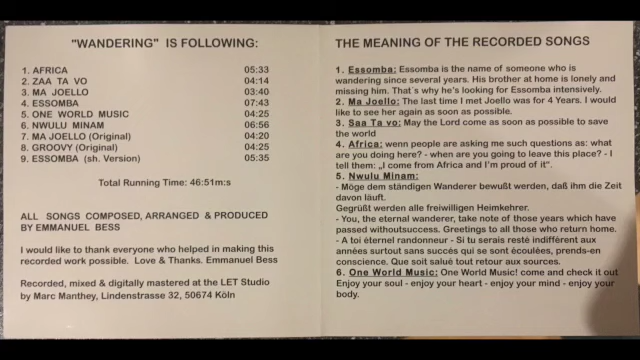 "WANDERING" IS FOLLOWING:
1. AFRICA 05:33
2. ZAA TA VO 04:14
3. MA JOELLO 03:40
4. ESSOMBA 07:43
5. ONE WORLD MUSIC 04:25
6. NWULU MINAM 06:56
7. MA JOELLO (Original) 04:20
8. GROOVY (Original) 04:25
9. ESSOMBA (sh. Version) 05:35
Total Running Time: 46:51m:s
ALL SONGS COMPOSED, ARRANGED & PRODUCED
BY EMMANUEL BESS
I would like to thank everyone who helped in making this
recorded work possible. Love & Thanks. Emmanuel Bess
Recorded, mixed & digitally mastered at the LET Studio
by Marc Manthey, Lindenstrasse 32, 50674 Köln
THE MEANING OF THE RECORDED SONGS
1. Essomba: Essomba is the name of someone who is
wandering since several years. His brother at home is lonely and
missing him. That´s why he's looking for Essomba intensively.
2. Ma Joello: The last time I met Joello was for 4 Years. I would
like to see her again as soon as possible.
3. Saa Ta vo: May the Lord come as soon as possible to save
the world
4. Africa: wenn people are asking me such questions as: what
are you doing here? - when are you going to leave this place? - I
tell them: „I come from Africa and I'm proud of it".
5. Nwulu Minam:
- Möge dem ständigen Wanderer bewußt werden, daß ihm die Zeit
davon läuft.
Gegrüßt werden alle freiwilligen Heimkehrer.
- You, the eternal wanderer, take note of those years which have
passed withoutsuccess. Greetings to all those who return home.
- A toi éternel randonneur - Si tu serais resté indifférent aux
années surtout sans succés qui se sont écoulées, prends-en
conscience. Que soit salué tout retour aux sources.
6. One World Music: One World Music! come and check it out
Enjoy your soul - enjoy your heart - enjoy your mind - enjoy your
body.